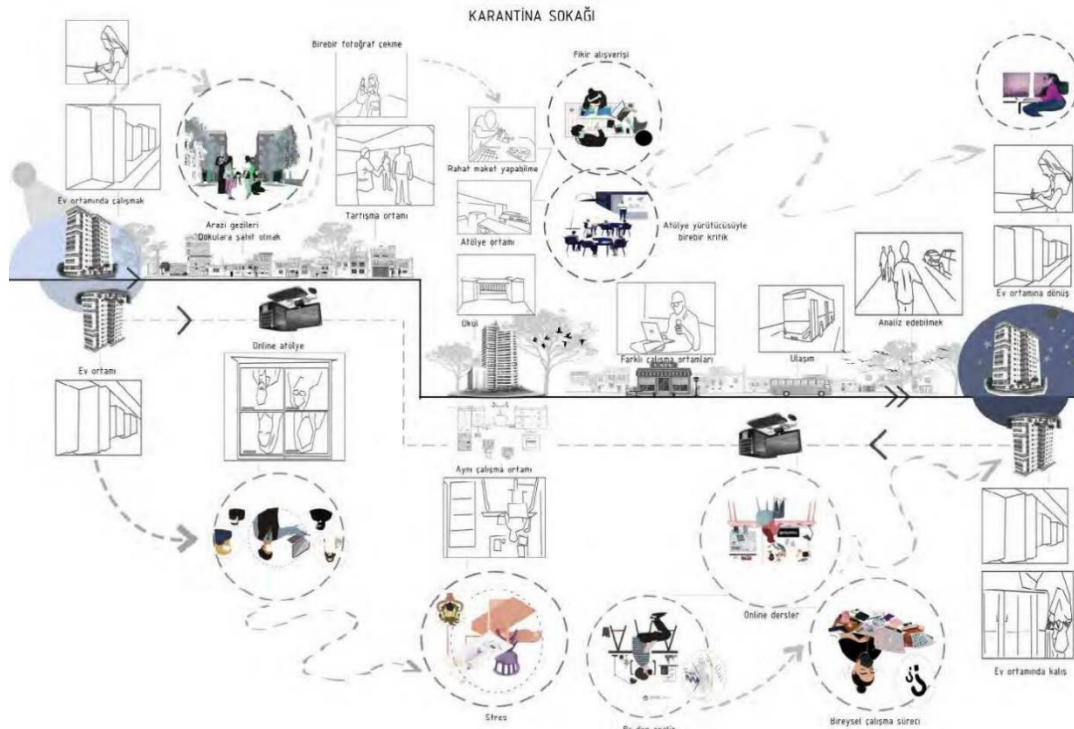 KARANTİNA SOKAĞI
Birebir fotoğraf çekme
Fikir alışverişi
Rahat maket yapabilme
Ev ortamında çalışmak
Arazi gezileri
Dokulara şahit olmak
Tartışma ortamı
Atölye ortamı
Atölye yürütücüsüyle
birebir kritik
Ev ortamına dönüş
Analiz edebilmek
Okul
Farklı çalışma ortamları
Ulaşım
Online atölye
Ev ortamı
Aynı çalışma ortamı
Online dersler
Ev ortamında kalış
Stres
Bireysel çalışma süreci